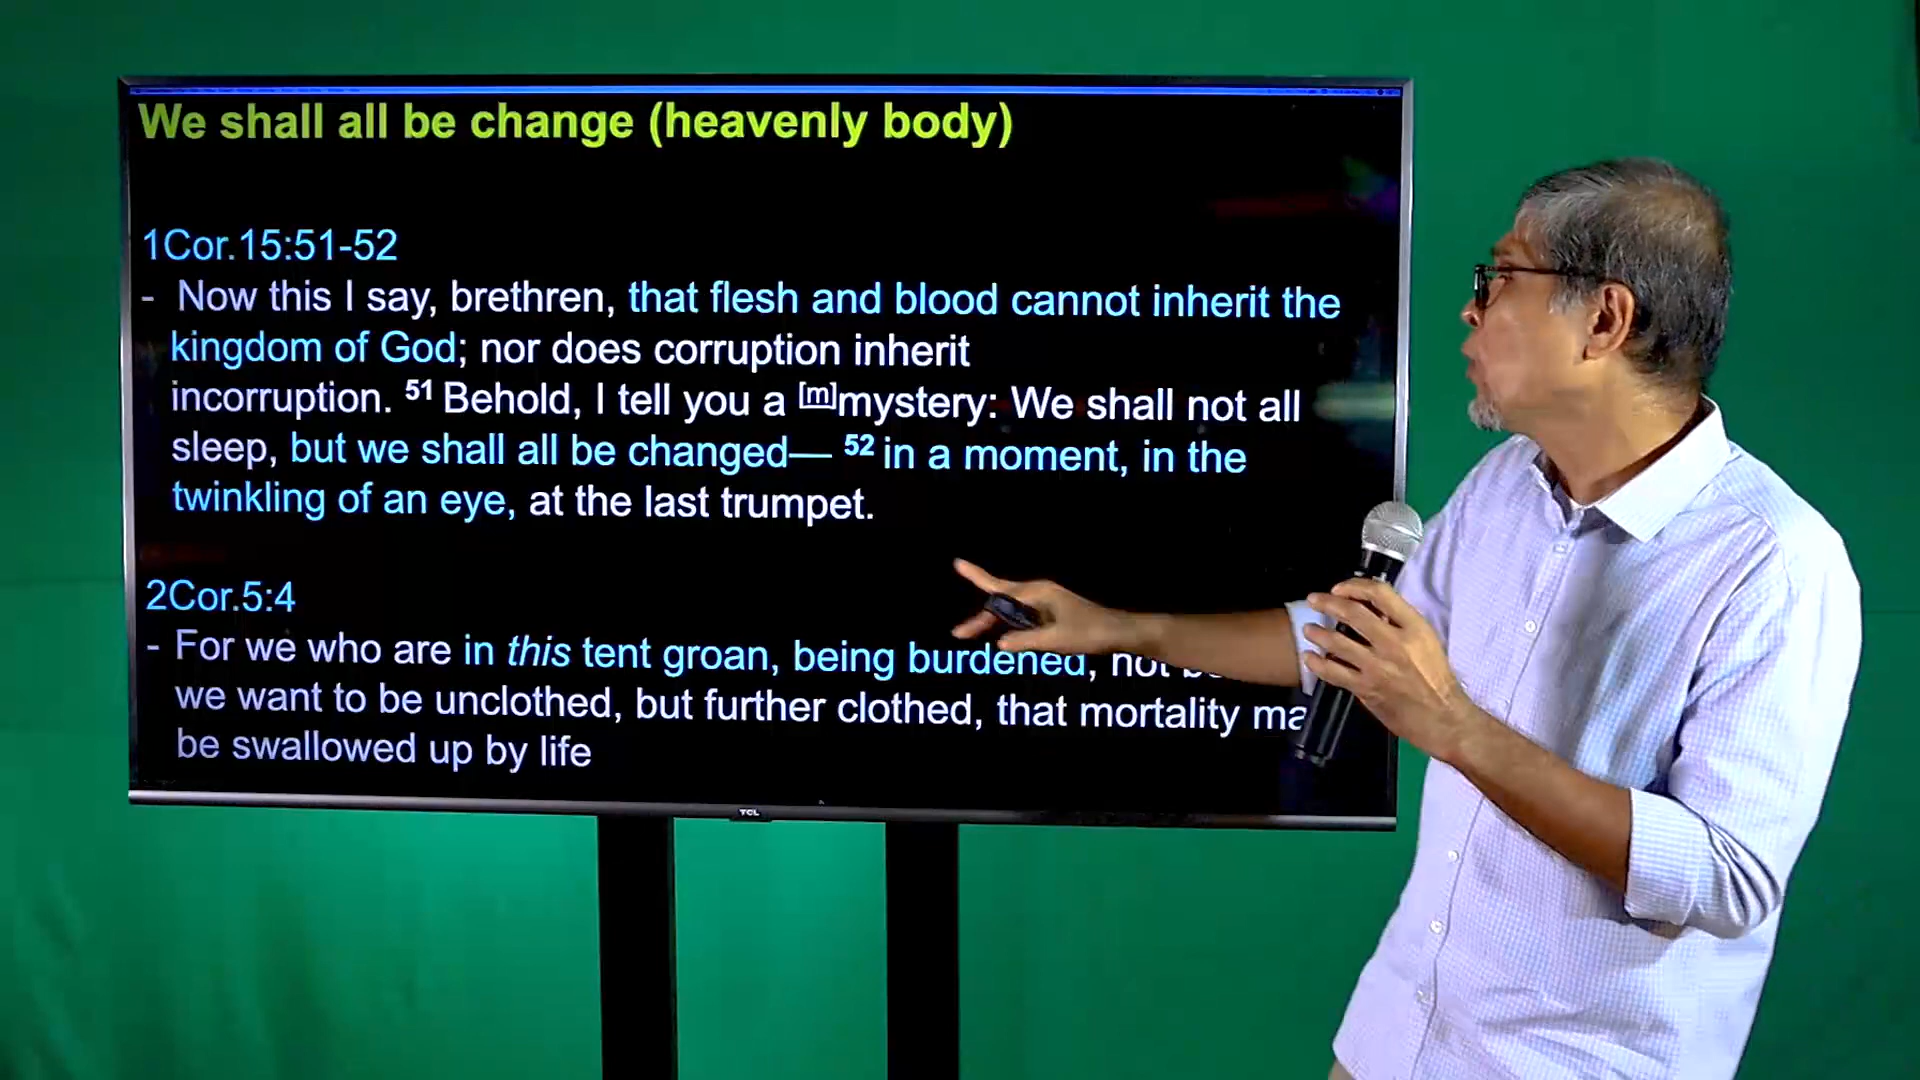 We shall all be change (heavenly body)
1Cor.15:51-52
- Now this I say, brethren, that flesh and blood cannot inherit the
kingdom of God; nor does corruption inherit
incorruption. 51 Behold, I tell you a [m]mystery: We shall not all
sleep, but we shall all be changed— 52 in a moment, in the
twinkling of an eye, at the last trumpet.
2Cor.5:4
- For we who are in this tent groan, being burdened, not
we want to be unclothed, but further clothed, that mortality
be swallowed up by life
TCL